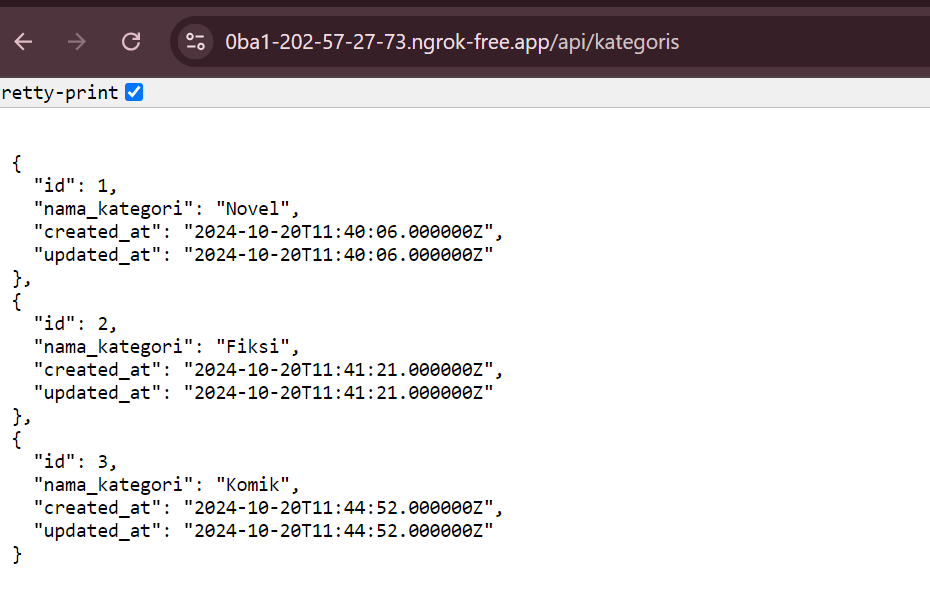 0ba1-202-57-27-73.ngrok-free.app/api/kategoris
retty-print
{
"id": 1,
"nama_kategori": "Novel",
"created_at": "2024-10-20T11:40:06.000000Z",
"updated_at": "2024-10-20T11:40:06.000000Z"
},
{
"id": 2,
"nama_kategori": "Fiksi",
"created_at": "2024-10-20T11:41:21.000000Z",
"updated_at": "2024-10-20T11:41:21.000000Z"
},
{
"id": 3,
"nama_kategori": "Komik",
"created_at": "2024-10-20T11:44:52.000000Z",
"updated_at": "2024-10-20T11:44:52.000000Z"
}